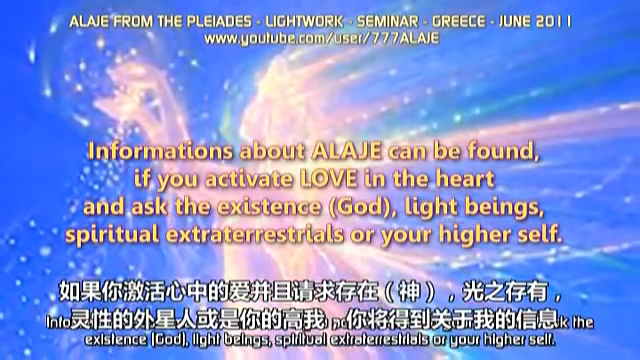 ALAJE FROM THE PLEIADES - LIGHTWORK - SEMINAR - GREECE - JUNE 2011
www.youtube.com/user/777ALAJE
Informations about ALAJE can be found,
if you activate LOVE in the heart
and ask the existence (God), light beings,
spiritual extraterrestrials or your higher self.
如果你激活心中的爱并且请求存在（神），光之存有，
灵性的外星人或是你的高我，你将得到关于我的信息
the
existence (God), light beings, spiritual extraterrestrials or your higher self.